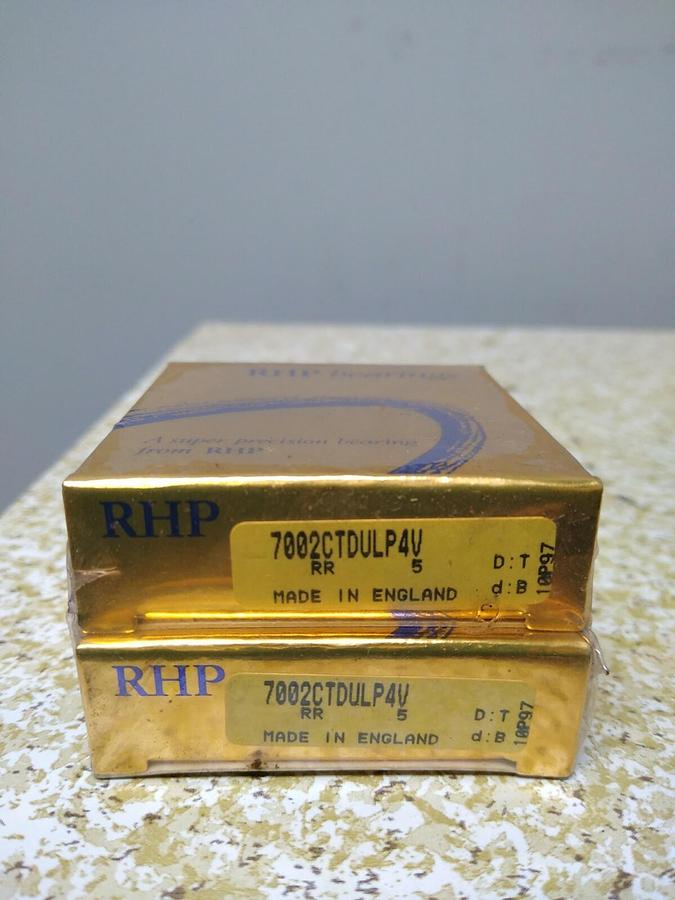 RHP bearings
A super precision bearing
from RHP
RHP
7002CTDULP4V
RR 5 D:T
MADE IN ENGLAND d:B
10P97
RHP
7002CTDULP4V
RR 5 D:T
MADE IN ENGLAND d:B
10P97